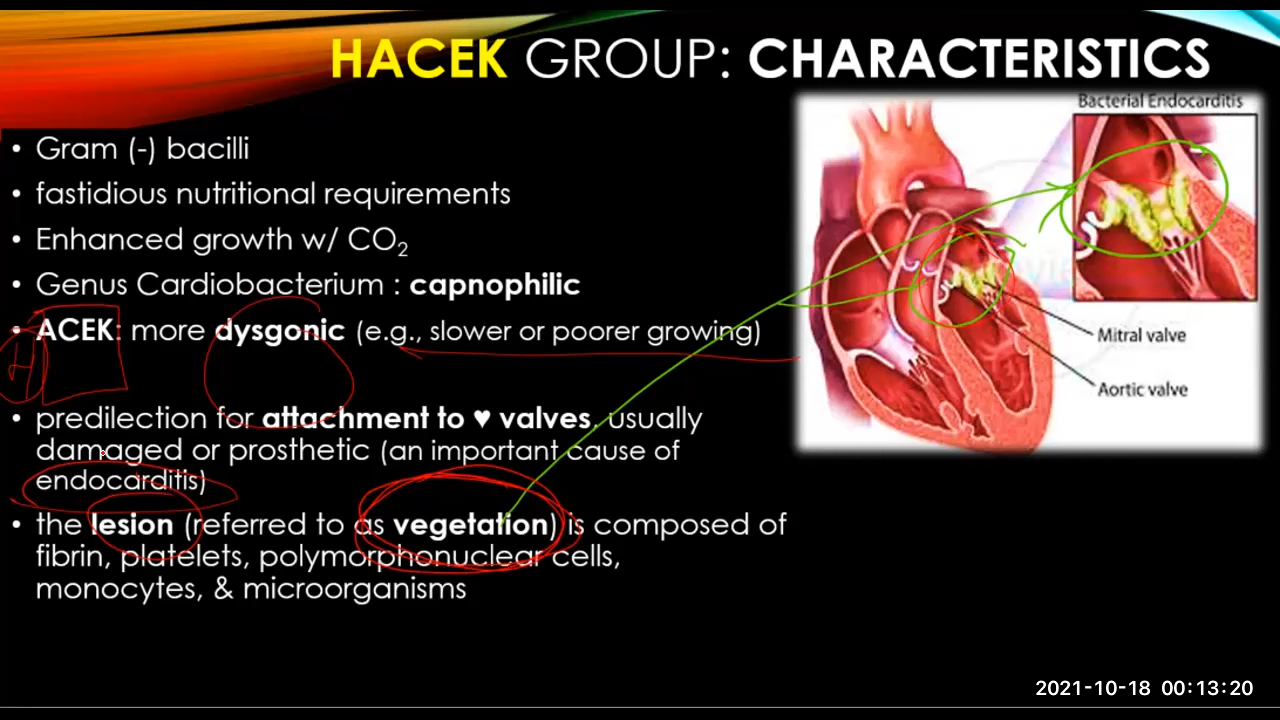 HACEK GROUP: CHARACTERISTICS
Bacterial Endocarditis
• Gram (-) bacilli
• fastidious nutritional requirements
• Enhanced growth w/ CO₂
• Genus Cardiobacterium : capnophilic
• ACEK: more dysgonic (e.g., slower or poorer growing)
H
• predilection for attachment to ♥ valves, usually
damaged or prosthetic (an important cause of
endocarditis)
• the lesion (referred to as vegetation) is composed of
fibrin, platelets, polymorphonuclear cells,
monocytes, & microorganisms
Mitral valve
Aortic valve
2021-10-18 00:13:20